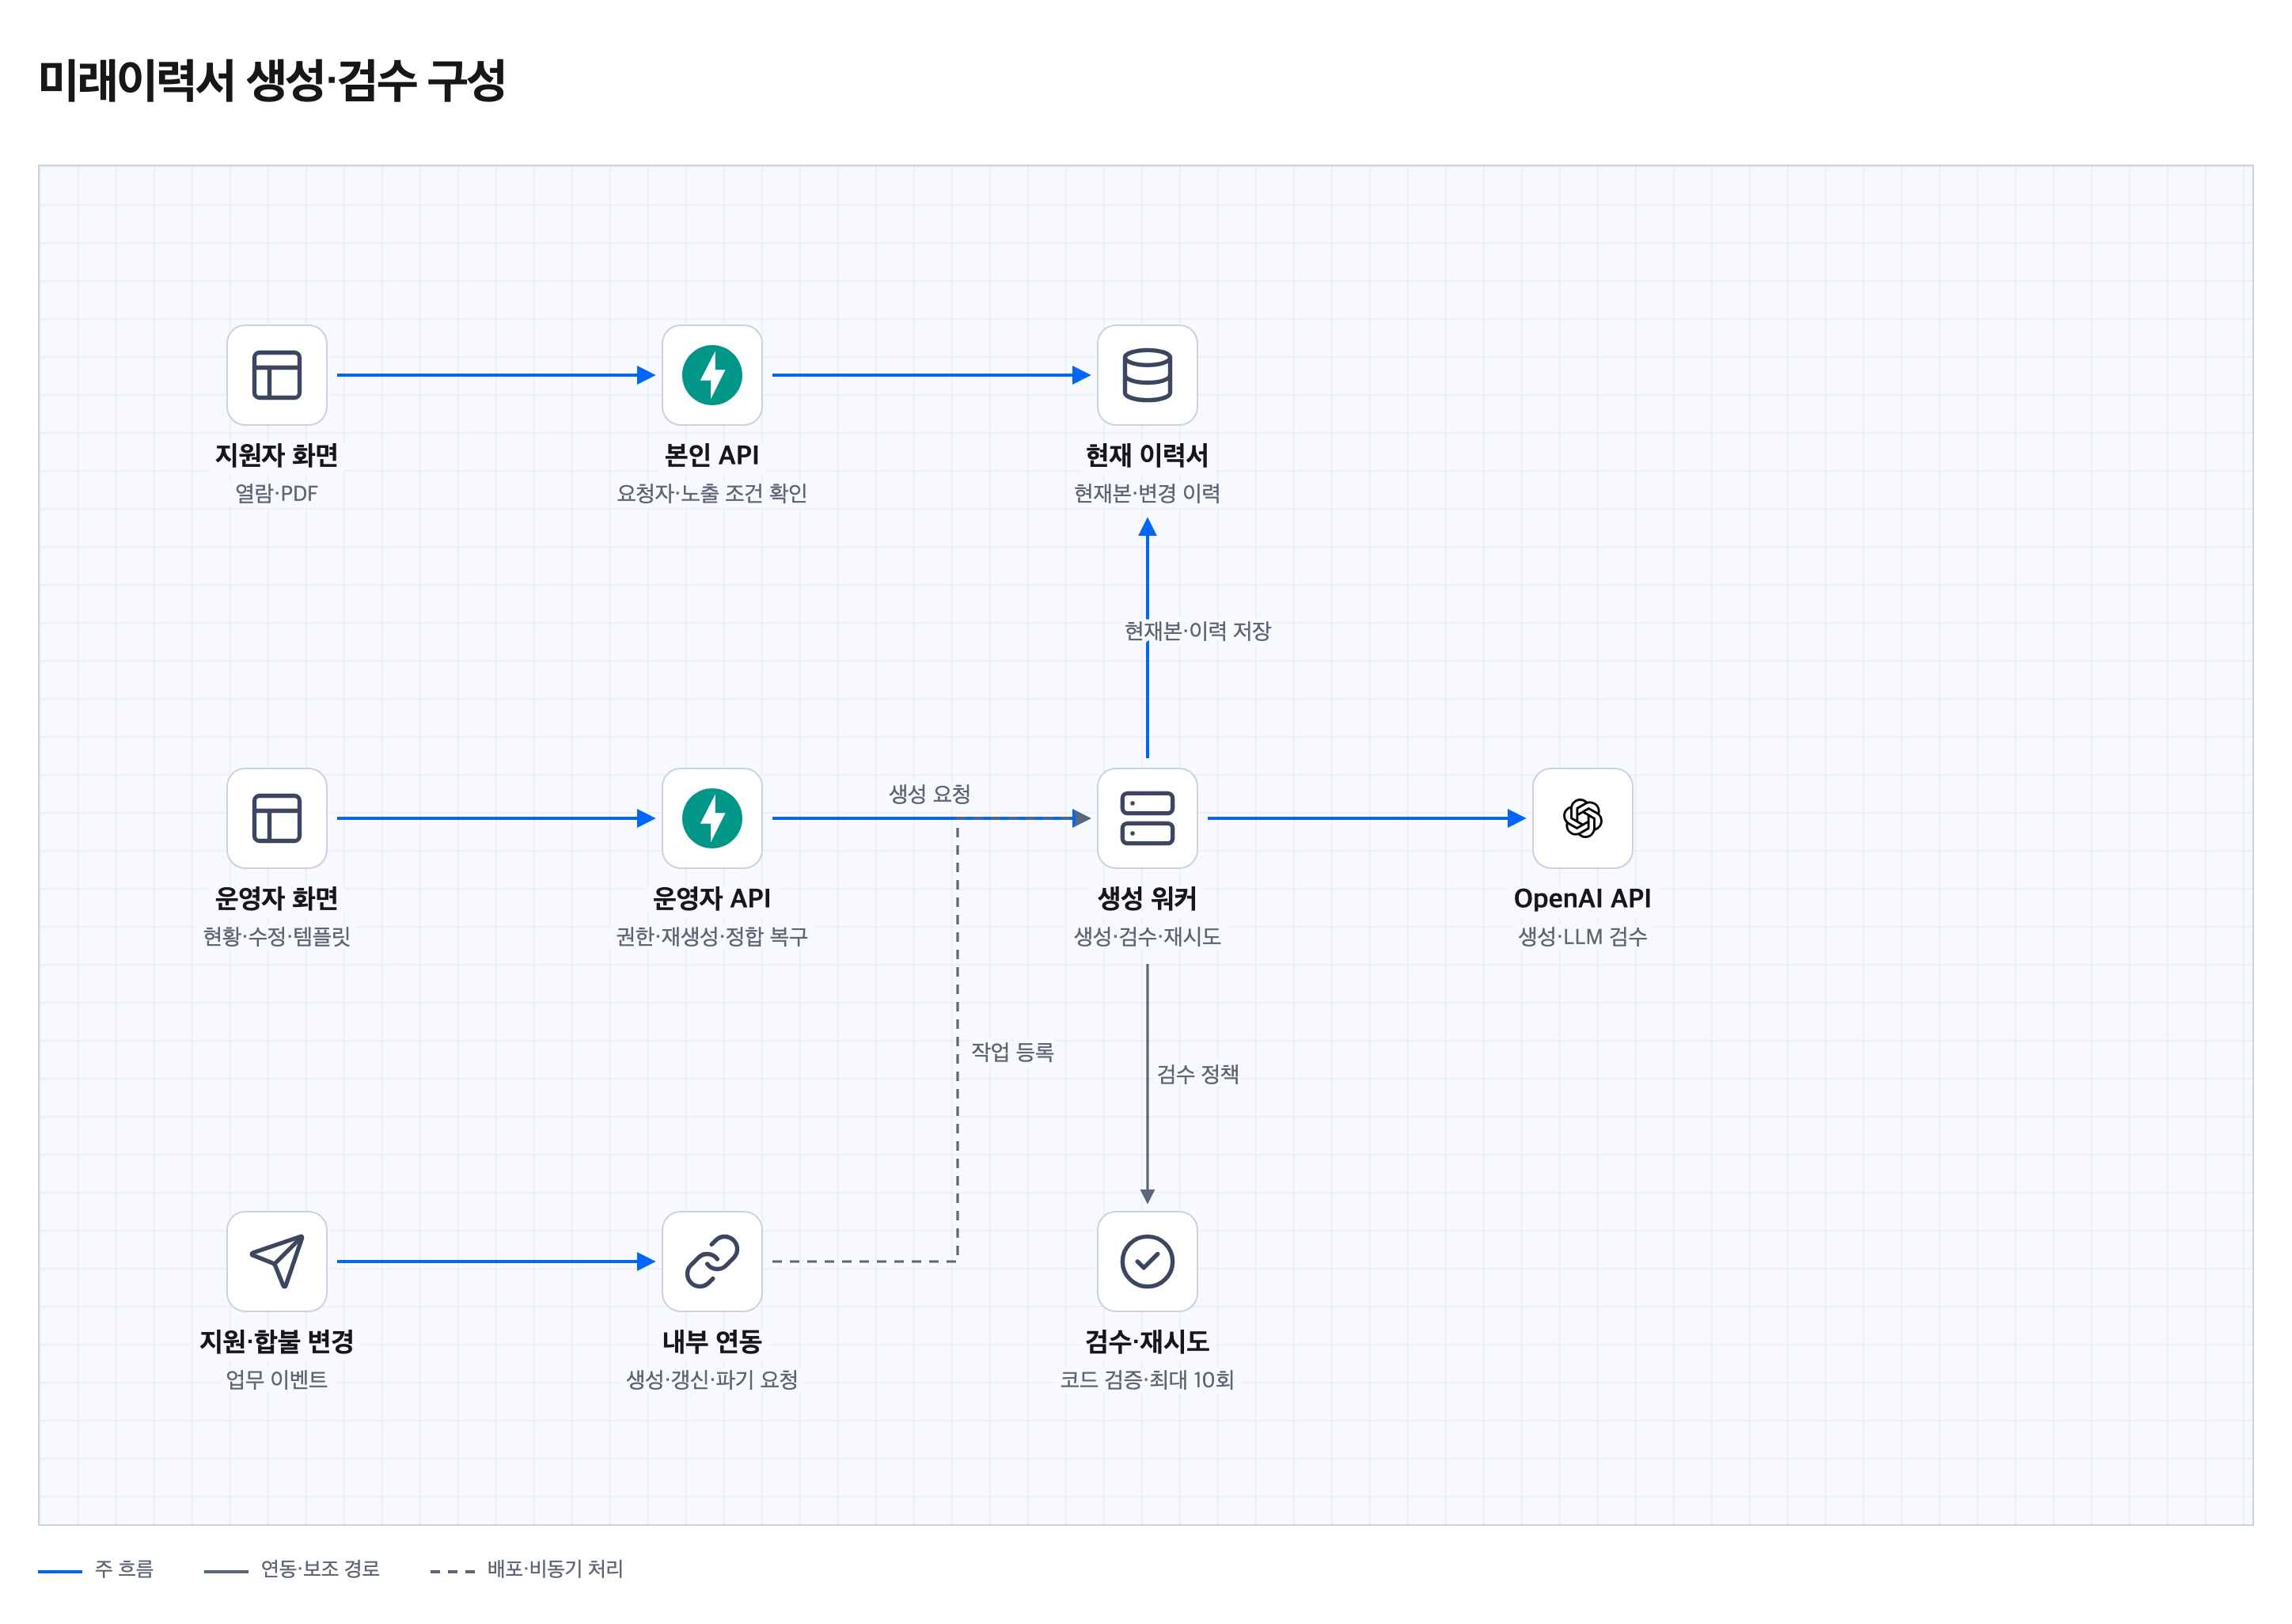 미래이력서 생성·검수 구성
지원자 화면
열람·PDF
본인 API
요청자·노출 조건 확인
현재 이력서
현재본·변경 이력
현재본·이력 저장
생성 요청
운영자 화면
현황·수정·템플릿
운영자 API
권한·재생성·정합 복구
생성 워커
생성·검수·재시도
OpenAI API
생성·LLM 검수
작업 등록
검수 정책
지원·합불 변경
업무 이벤트
내부 연동
생성·갱신·파기 요청
검수·재시도
코드 검증·최대 10회
주 흐름
연동·보조 경로
배포·비동기 처리